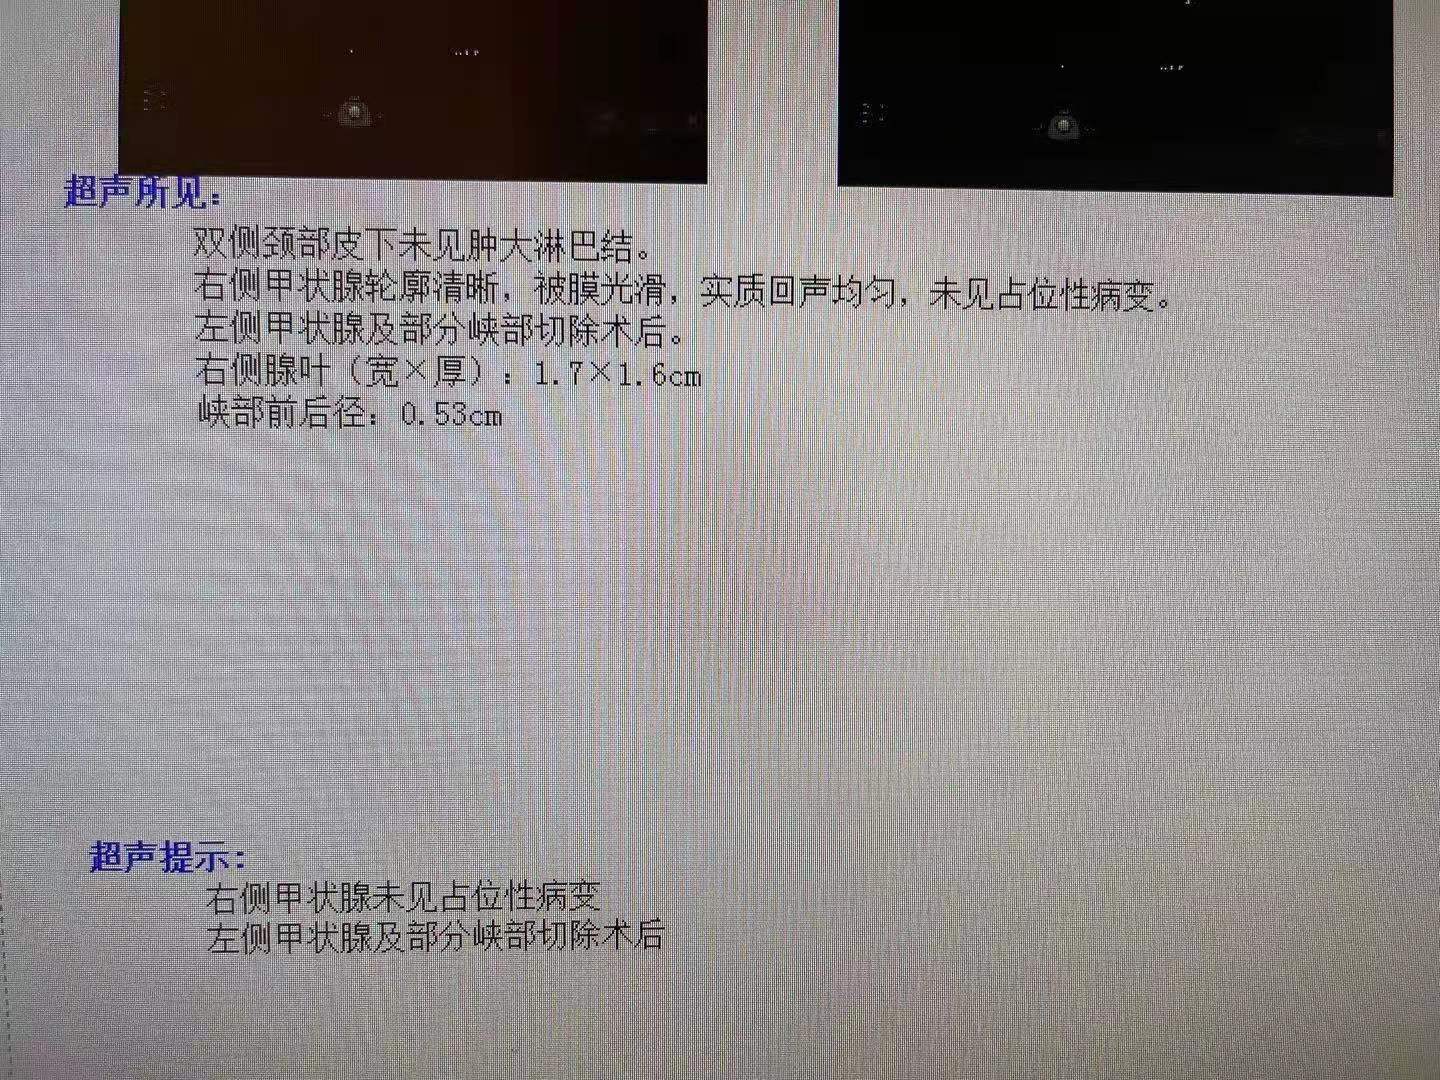 超声所见：
双侧颈部皮下未见肿大淋巴结。
右侧甲状腺轮廓清晰，被膜光滑，实质回声均匀，未见占位性病变。
左侧甲状腺及部分峡部切除术后。
右侧腺叶（宽×厚）：1.7×1.6cm
峡部前后径：0.53cm
超声提示：
右侧甲状腺未见占位性病变
左侧甲状腺及部分峡部切除术后